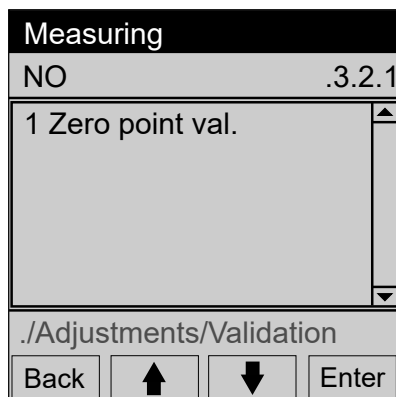 Measuring
NO .3.2.1
1 Zero point val.
./Adjustments/Validation
Back Enter